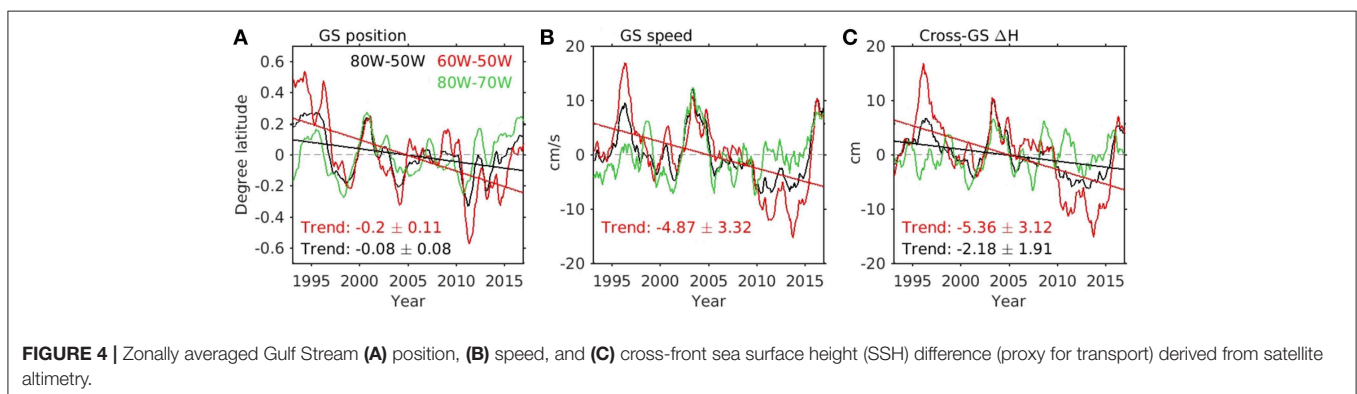 A GS position
80W-50W 60W-50W
80W-70W
Degree latitude
0.6
0.4
0.2
0
-0.2
-0.4
-0.6
Trend: -0.2 ± 0.11
Trend: -0.08 ± 0.08
1995 2000 2005 2010 2015
Year
B GS speed
cm/s
20
10
0
-10
-20
Trend: -4.87 ± 3.32
1995 2000 2005 2010 2015
Year
C Cross-GS ΔH
cm
20
10
0
-10
-20
Trend: -5.36 ± 3.12
Trend: -2.18 ± 1.91
1995 2000 2005 2010 2015
Year
FIGURE 4 | Zonally averaged Gulf Stream (A) position, (B) speed, and (C) cross-front sea surface height (SSH) difference (proxy for transport) derived from satellite
altimetry.